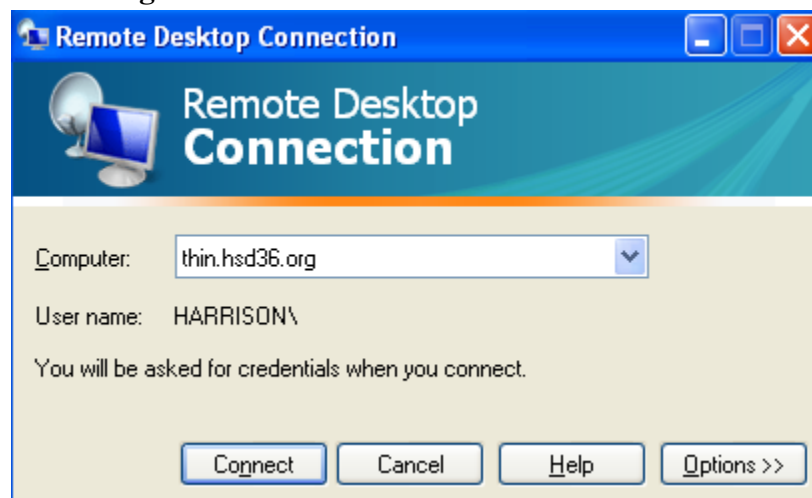 Remote Desktop Connection
Remote Desktop
Connection
Computer: thin.hsd36.org
User name: HARRISON\
You will be asked for credentials when you connect.
Connect Cancel Help Options >>